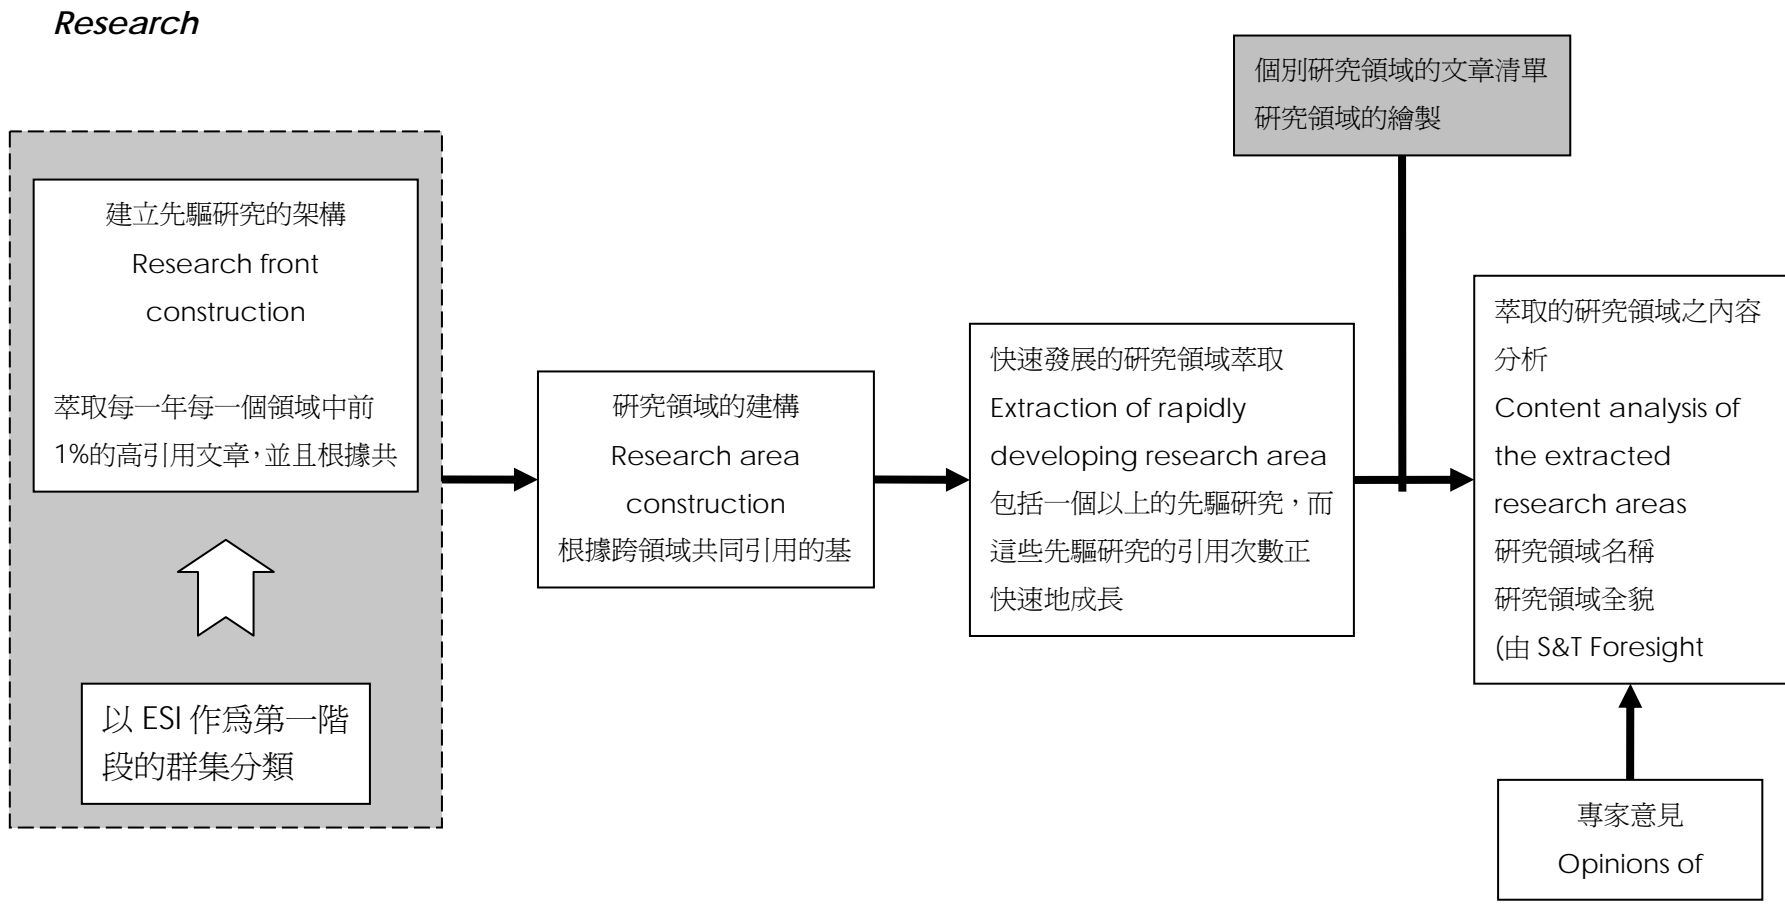 Research
個別研究領域的文章清單
研究領域的繪製
建立先驅研究的架構
Research front
construction
萃取每一年每一個領域中前
1%的高引用文章，並且根據共
以 ESI 作爲第一階
段的群集分類
研究領域的建構
Research area
construction
根據跨領域共同引用的基
快速發展的研究領域萃取
Extraction of rapidly
developing research area
包括一個以上的先驅研究，而
這些先驅研究的引用次數正
快速地成長
萃取的研究領域之內容
分析
Content analysis of
the extracted
research areas
研究領域名稱
研究領域全貌
(由 S&T Foresight
專家意見
Opinions of